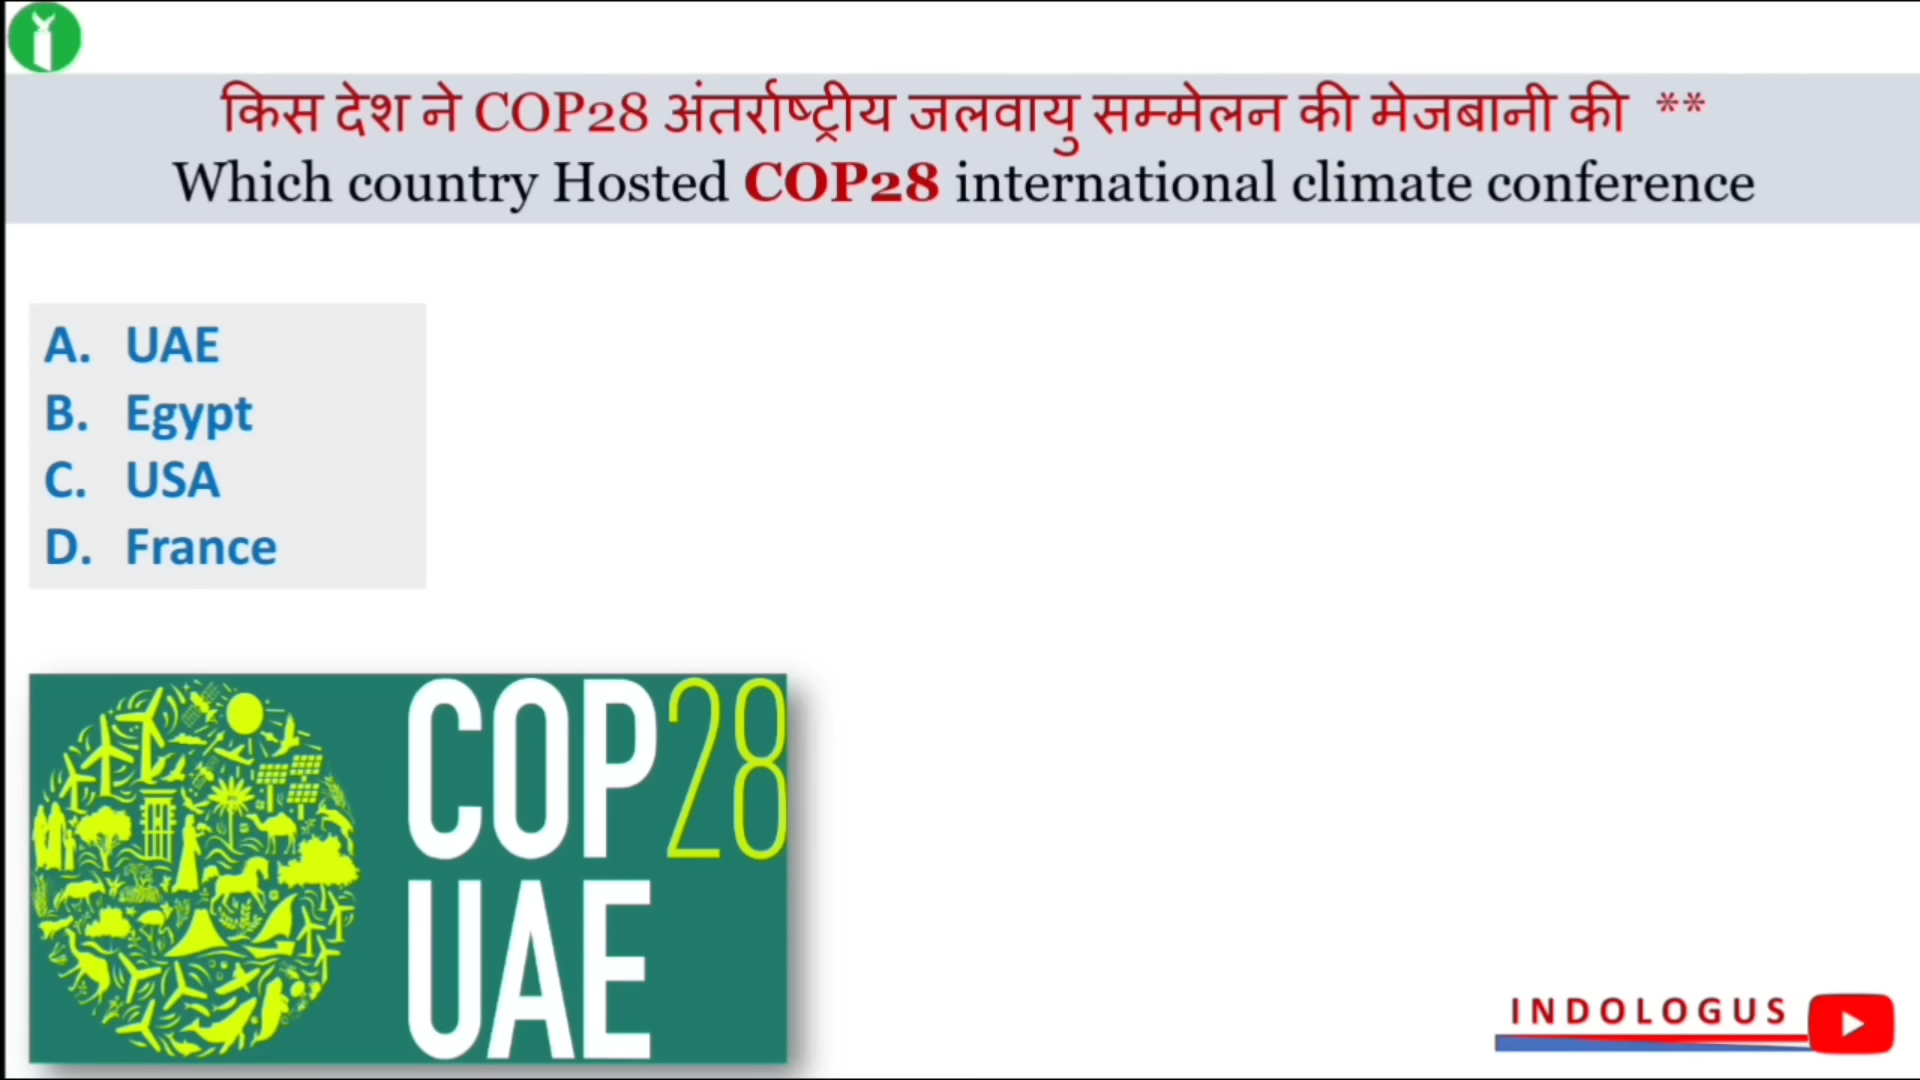 किस देश ने COP28 अंतर्राष्ट्रीय जलवायु सम्मेलन की मेजबानी की **
Which country Hosted COP28 international climate conference
A. UAE
B. Egypt
C. USA
D. France
COP28
UAE
INDOLOGUS